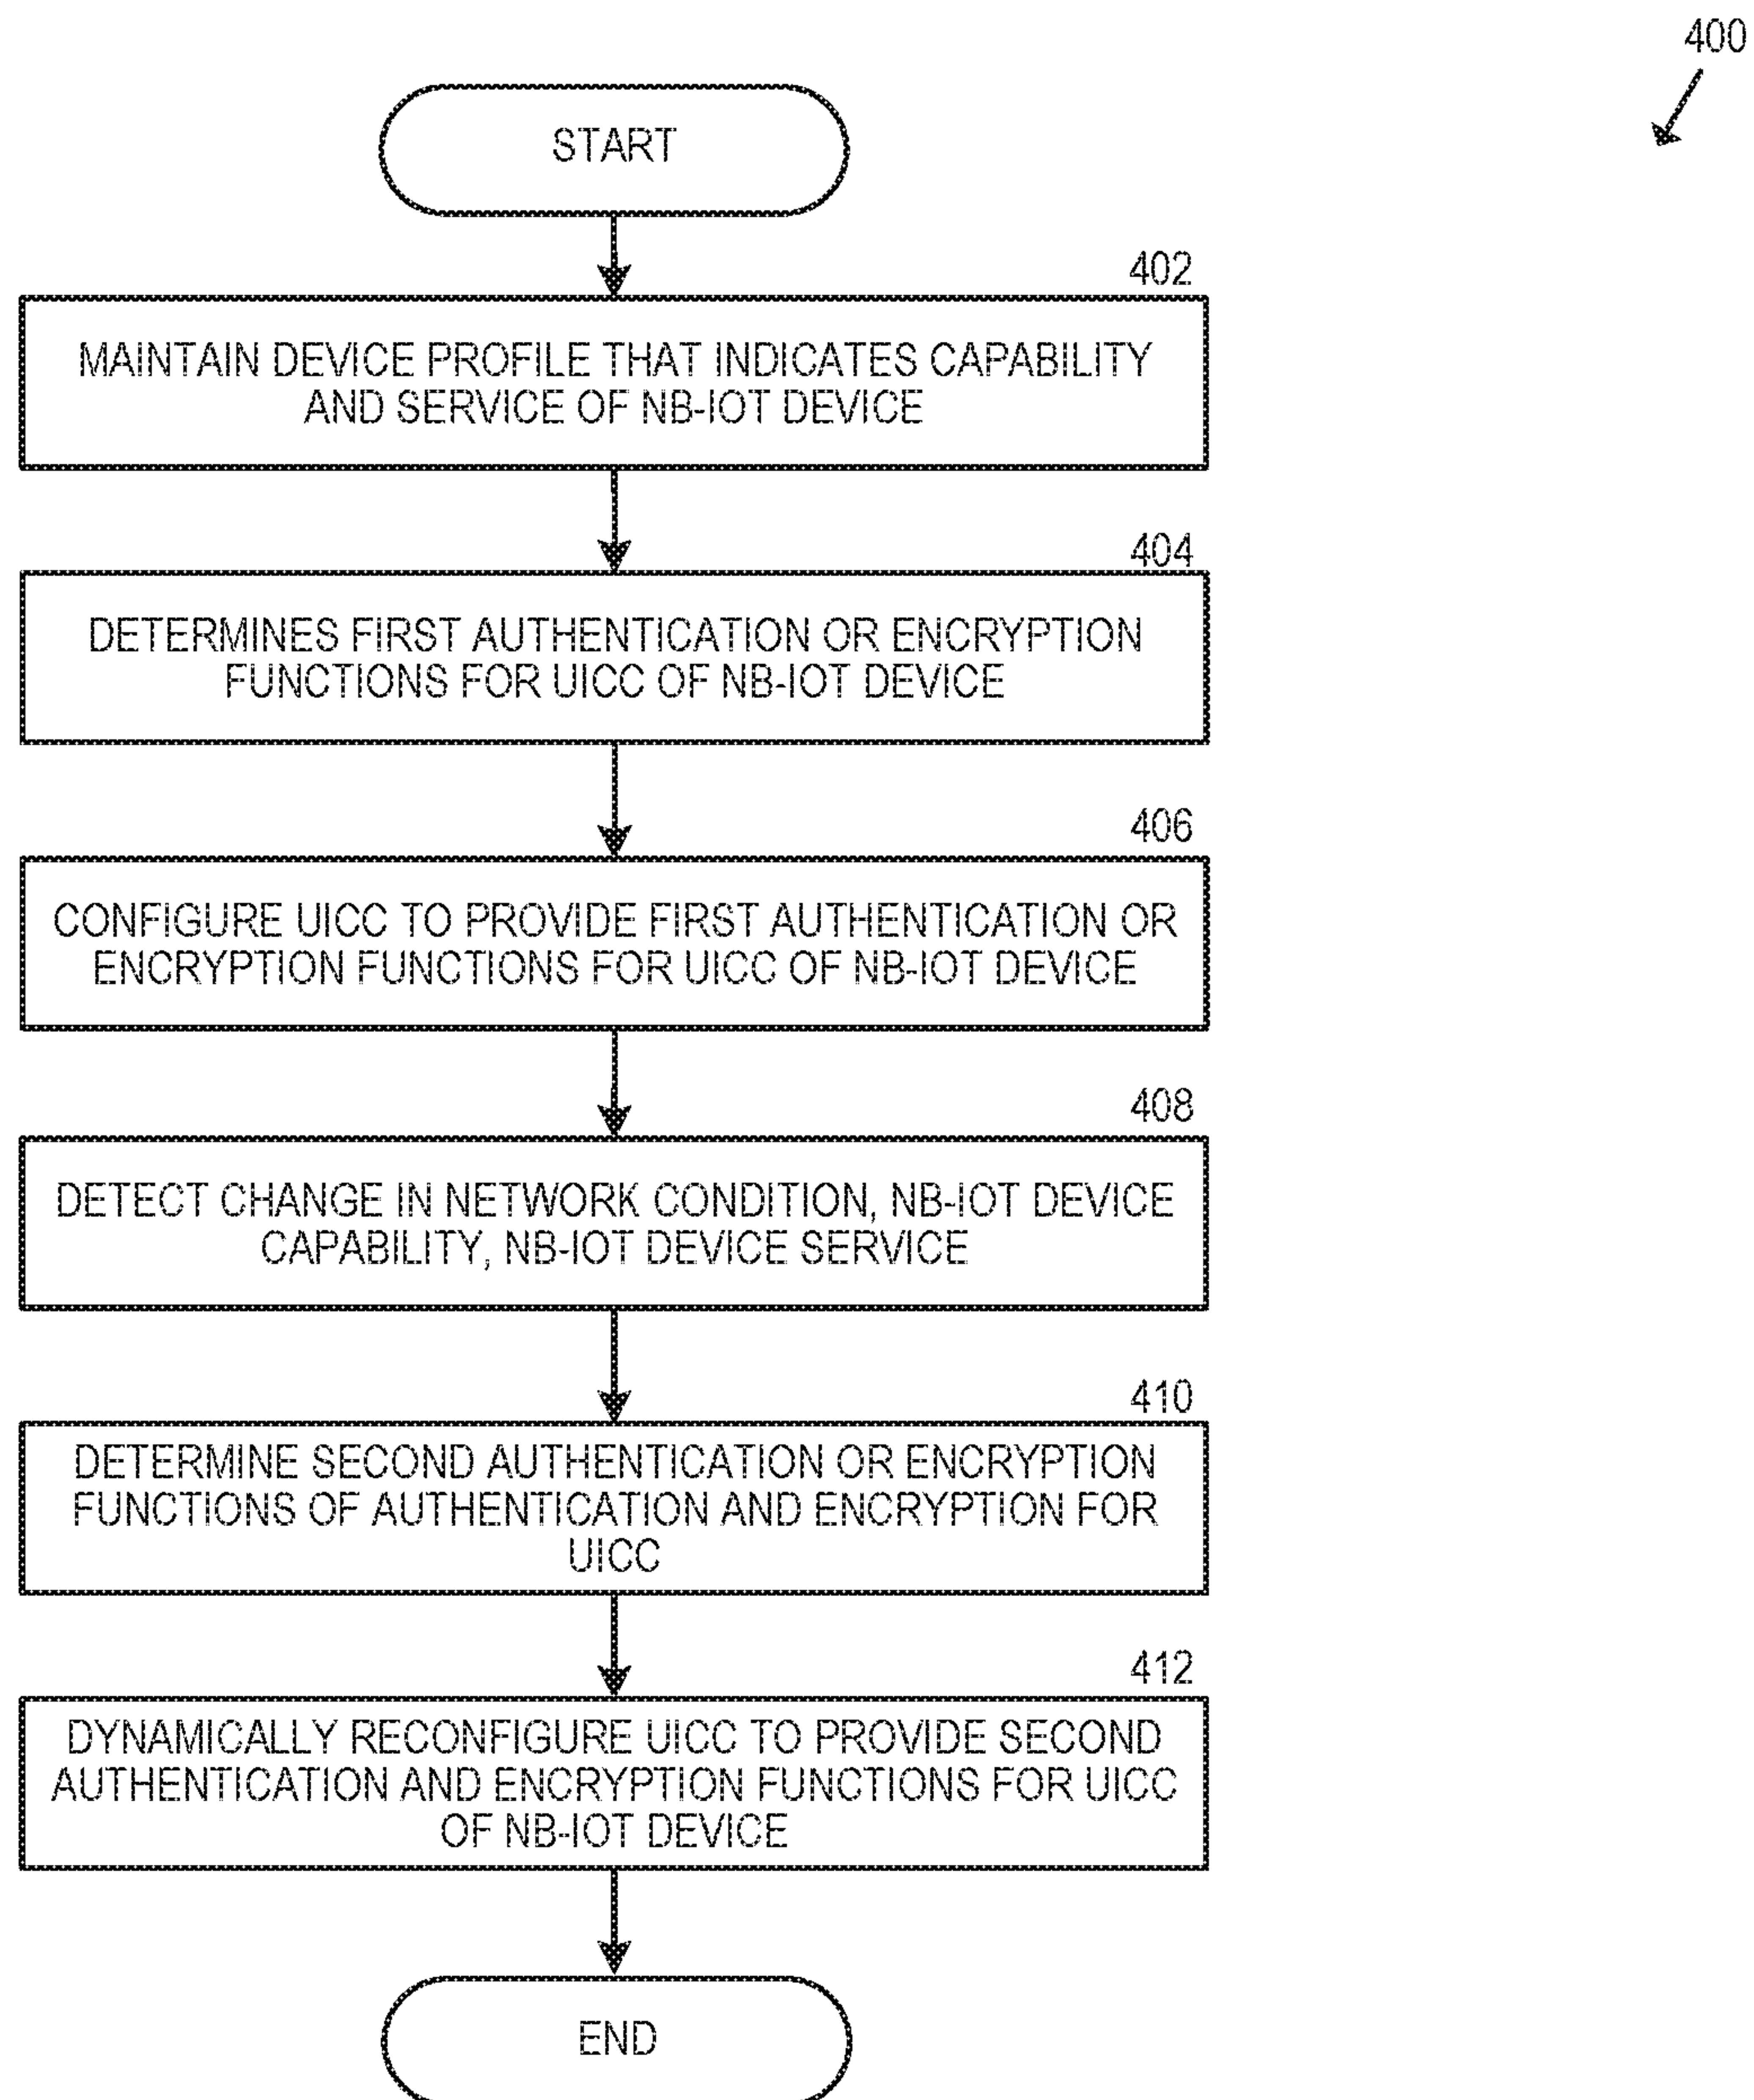 400
START
402
MAINTAIN DEVICE PROFILE THAT INDICATES CAPABILITY
AND SERVICE OF NB-IOT DEVICE
404
DETERMINES FIRST AUTHENTICATION OR ENCRYPTION
FUNCTIONS FOR UICC OF NB-IOT DEVICE
406
CONFIGURE UICC TO PROVIDE FIRST AUTHENTICATION OR
ENCRYPTION FUNCTIONS FOR UICC OF NB-IOT DEVICE
408
DETECT CHANGE IN NETWORK CONDITION, NB-IOT DEVICE
CAPABILITY, NB-IOT DEVICE SERVICE
410
DETERMINE SECOND AUTHENTICATION OR ENCRYPTION
FUNCTIONS OF AUTHENTICATION AND ENCRYPTION FOR
UICC
412
DYNAMICALLY RECONFIGURE UICC TO PROVIDE SECOND
AUTHENTICATION AND ENCRYPTION FUNCTIONS FOR UICC
OF NB-IOT DEVICE
END